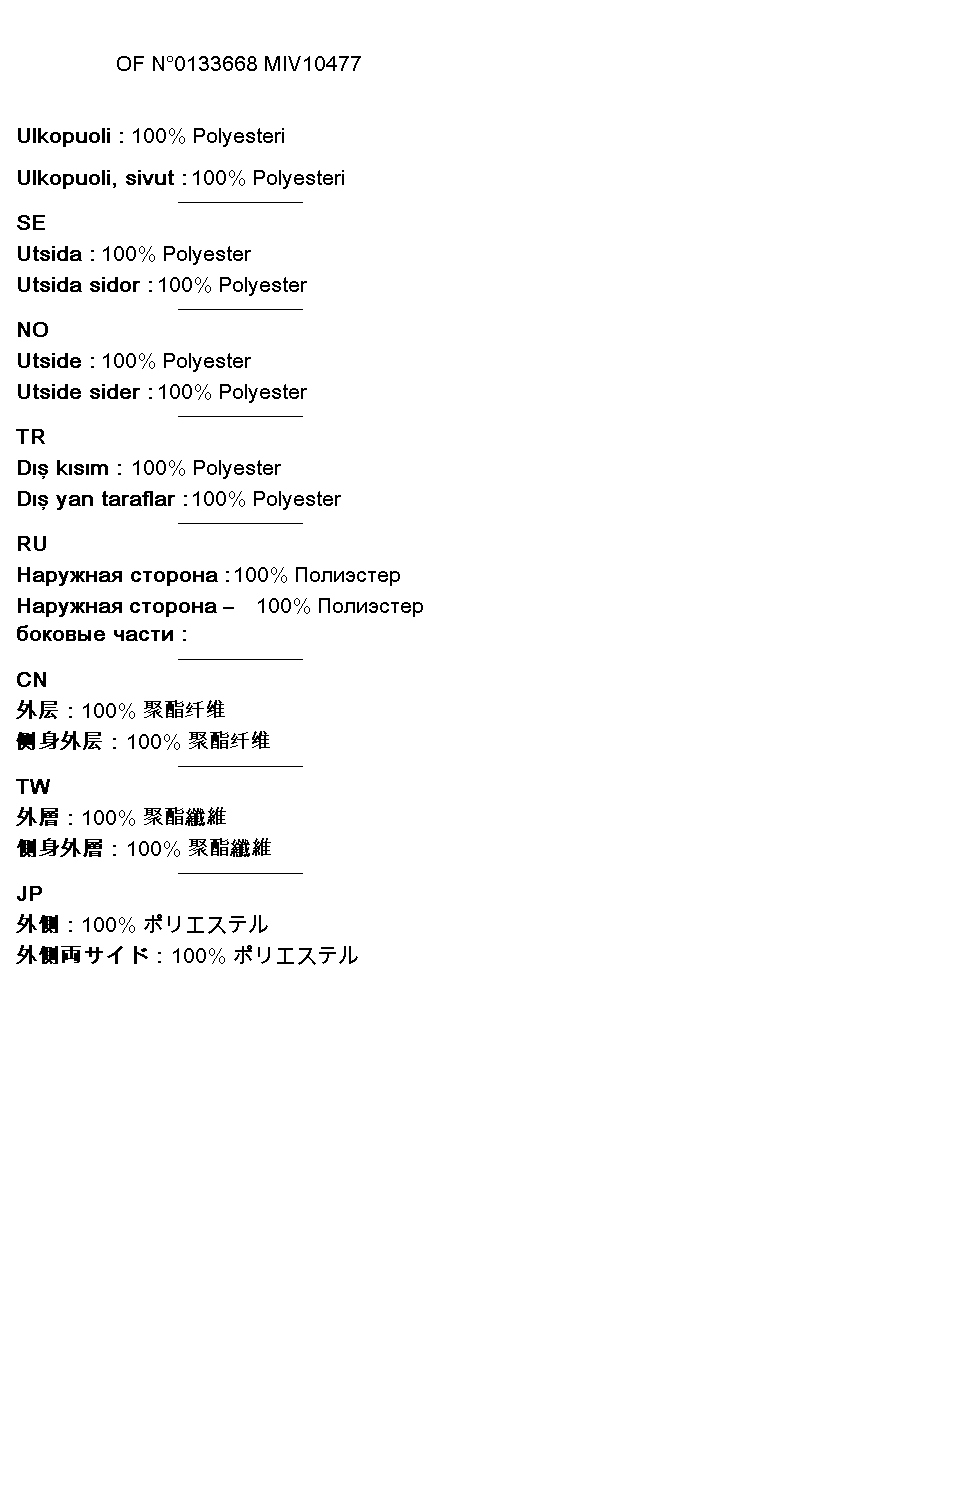 OF N°0133668 MIV10477
Ulkopuoli : 100% Polyesteri
Ulkopuoli, sivut : 100% Polyesteri
SE
Utsida : 100% Polyester
Utsida sidor : 100% Polyester
NO
Utside : 100% Polyester
Utside sider : 100% Polyester
TR
Dış kısım : 100% Polyester
Dış yan taraflar : 100% Polyester
RU
Наружная сторона : 100% Полиэстер
Наружная сторона – 100% Полиэстер
боковые части :
CN
外层 : 100% 聚酯纤维
侧身外层 : 100% 聚酯纤维
TW
外層 : 100% 聚酯纖維
側身外層 : 100% 聚酯纖維
JP
外側 : 100% ポリエステル
外側両サイド : 100% ポリエステル